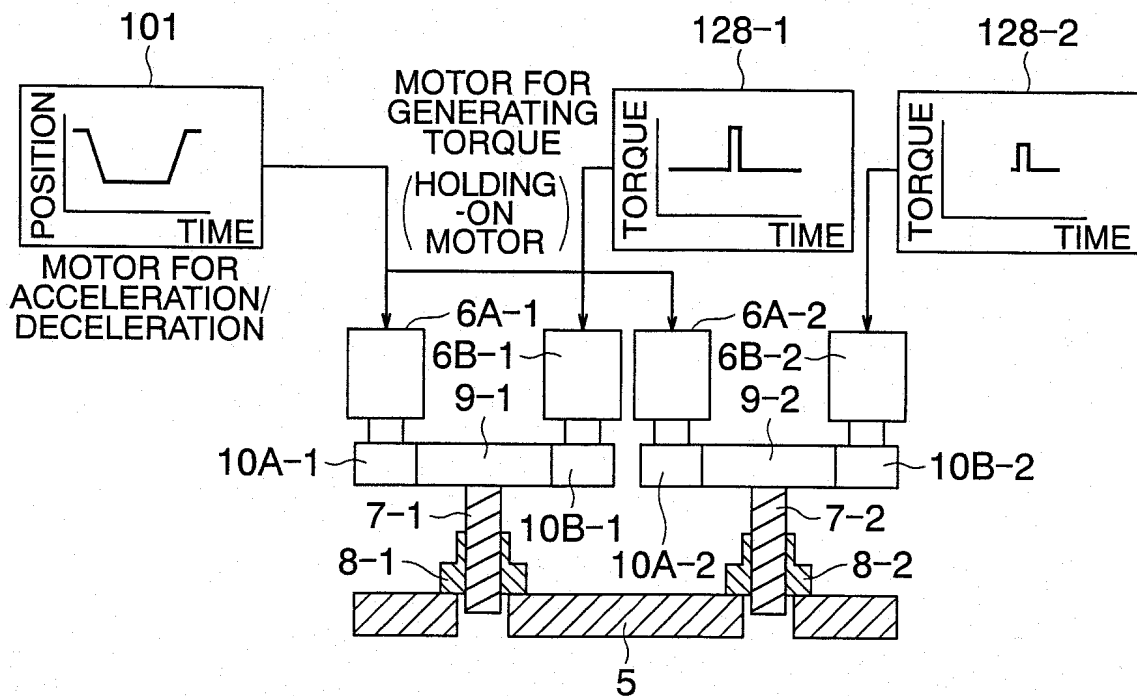 101
128-1
128-2
POSITION
TIME
MOTOR FOR
ACCELERATION/
DECELERATION
MOTOR FOR
GENERATING
TORQUE
(HOLDING
-ON
MOTOR)
TORQUE
TIME
TORQUE
TIME
6A-1
6B-1
9-1
6A-2
6B-2
9-2
10A-1
10B-2
7-1
10B-1
7-2
10A-2
8-1
8-2
5